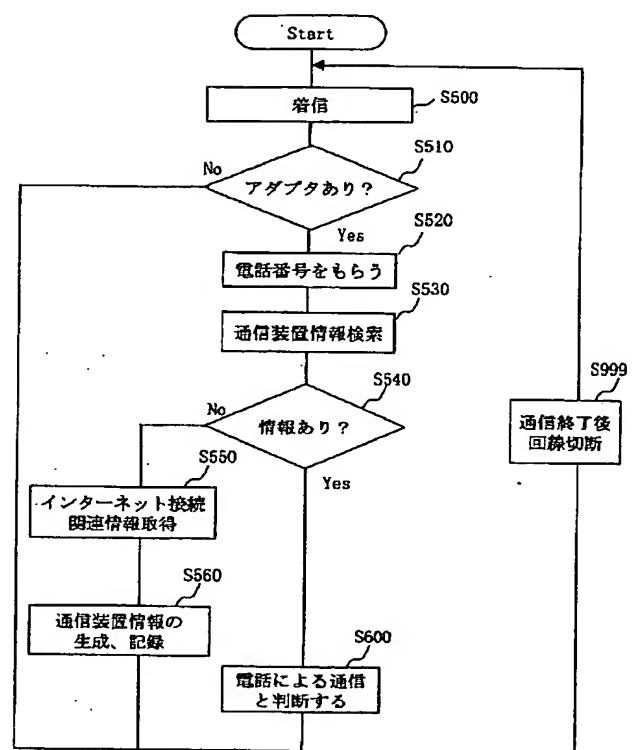 Start
着信
S500
No
アダプタあり？
S510
Yes
電話番号をもらう
S520
通信装置情報検索
S530
No
情報あり？
S540
Yes
S999
通信終了後
回線切断
S550
インターネット接続
関連情報取得
S560
通信装置情報の
生成、記録
S600
電話による通信
と判断する